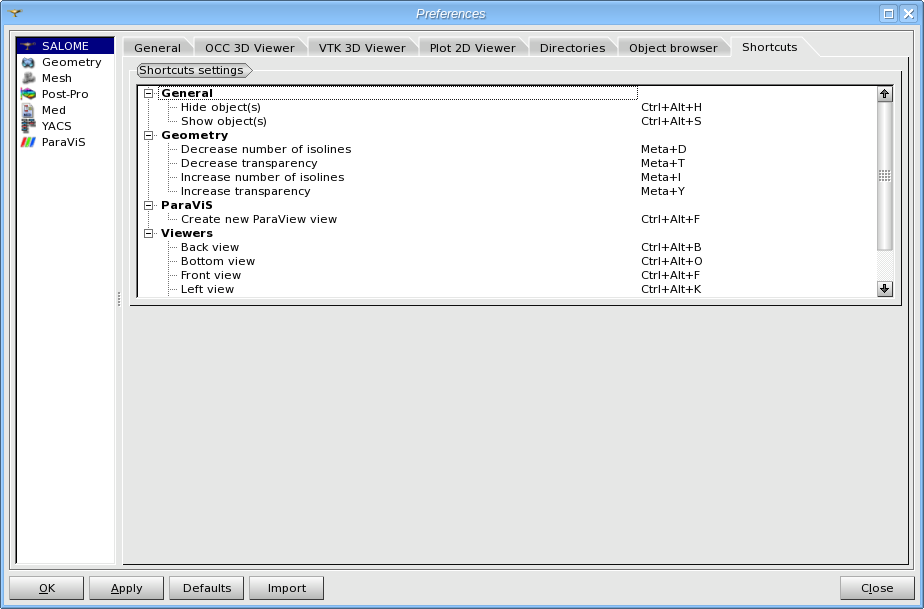 Preferences
SALOME
Geometry
Mesh
Post-Pro
Med
YACS
ParaViS
General OCC 3D Viewer VTK 3D Viewer Plot 2D Viewer Directories Object browser Shortcuts
Shortcuts settings
General
Hide object(s) Ctrl+Alt+H
Show object(s) Ctrl+Alt+S
Geometry
Decrease number of isolines Meta+D
Decrease transparency Meta+T
Increase number of isolines Meta+I
Increase transparency Meta+Y
ParaViS
Create new ParaView view Ctrl+Alt+F
Viewers
Back view Ctrl+Alt+B
Bottom view Ctrl+Alt+O
Front view Ctrl+Alt+F
Left view Ctrl+Alt+K
OK Apply Defaults Import Close